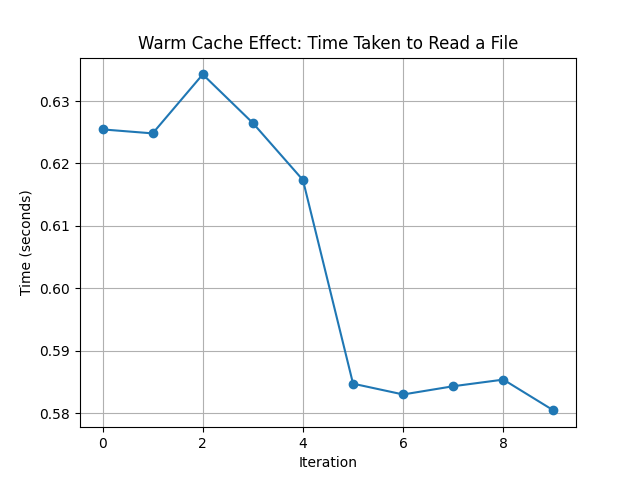 Warm Cache Effect: Time Taken to Read a File
0.63
0.62
0.61
0.60
0.59
0.58
Time (seconds)
0 2 4 6 8
Iteration